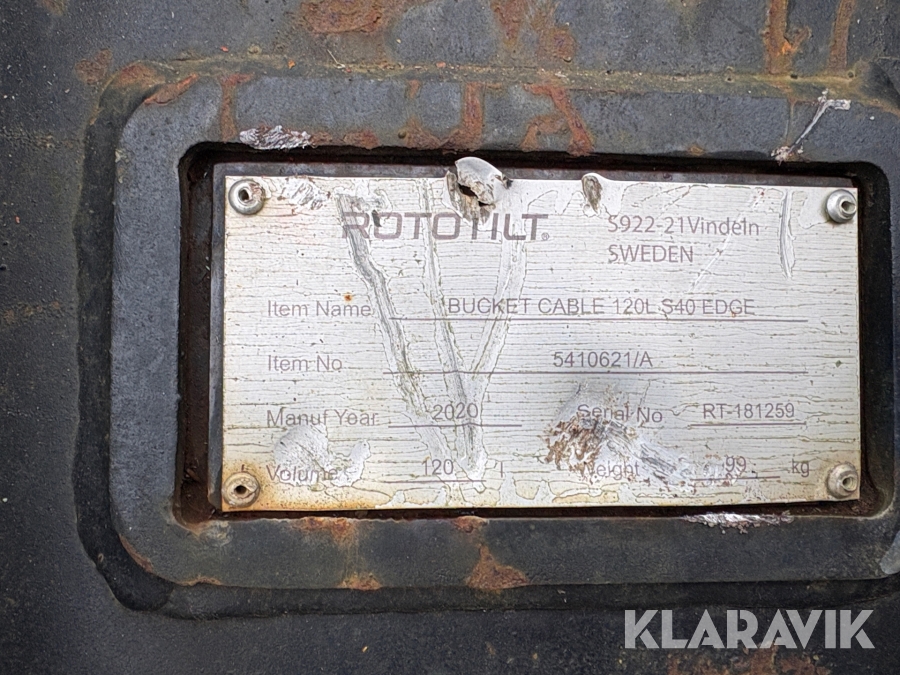 ROTOTILT® S922-21Vindeln
SWEDEN
Item Name BUCKET CABLE 120L S40 EDGE
Item No 5410621/A
Manuf Year 2020 Serial No RT-181259
Volume 120 l Weight 99 kg
KLARAVIK